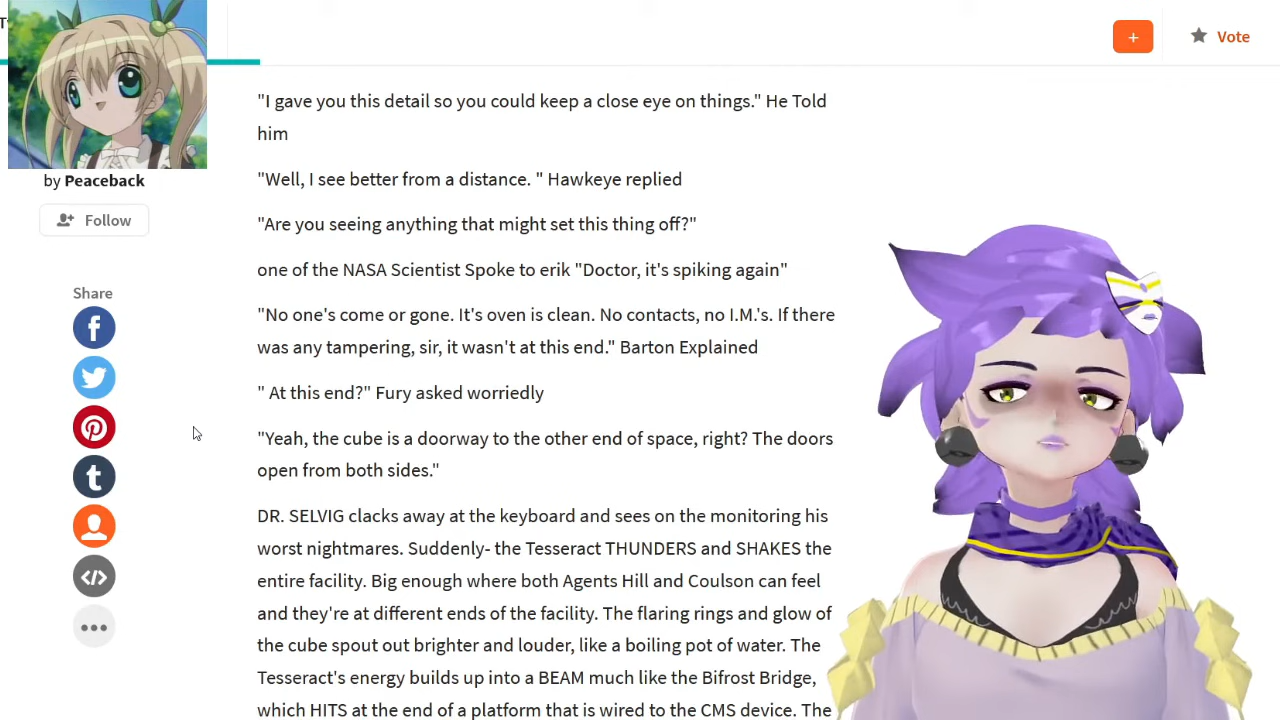 T
Vote
by Peaceback
Follow
Share
"I gave you this detail so you could keep a close eye on things." He Told
him
"Well, I see better from a distance. " Hawkeye replied
"Are you seeing anything that might set this thing off?"
one of the NASA Scientist Spoke to erik "Doctor, it's spiking again"
"No one's come or gone. It's oven is clean. No contacts, no I.M.'s. If there
was any tampering, sir, it wasn't at this end." Barton Explained
" At this end?" Fury asked worriedly
"Yeah, the cube is a doorway to the other end of space, right? The doors
open from both sides."
DR. SELVIG clacks away at the keyboard and sees on the monitoring his
worst nightmares. Suddenly- the Tesseract THUNDERS and SHAKES the
entire facility. Big enough where both Agents Hill and Coulson can feel
and they're at different ends of the facility. The flaring rings and glow of
the cube spout out brighter and louder, like a boiling pot of water. The
Tesseract's energy builds up into a BEAM much like the Bifrost Bridge,
which HITS at the end of a platform that is wired to the CMS device. The